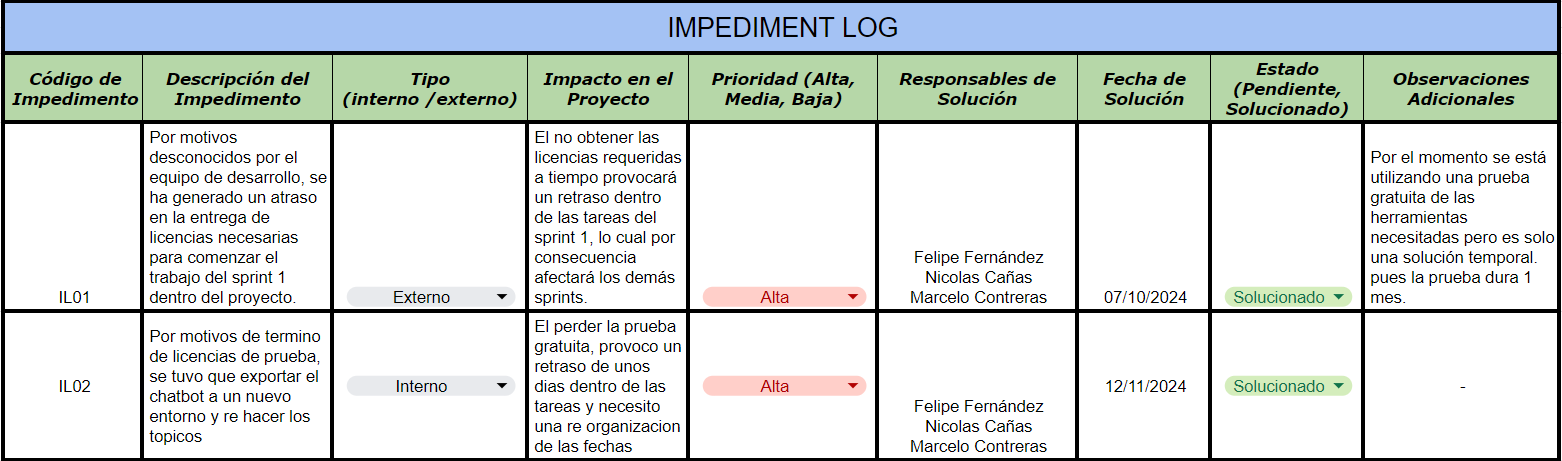 IMPEDIMENT LOG
Código de
Impedimento
Descripción del
Impedimento
Tipo
(interno /externo)
Impacto en el
Proyecto
Prioridad (Alta,
Media, Baja)
Responsables de
Solución
Fecha de
Solución
Estado
(Pendiente,
Solucionado)
Observaciones
Adicionales
IL01
Por motivos
desconocidos por el
equipo de desarrollo, se
ha generado un atraso
en la entrega de
licencias necesarias
para comenzar el
trabajo del sprint 1
dentro del proyecto.
Externo
El no obtener las
licencias requeridas
a tiempo provocará
un retraso dentro
de las tareas del
sprint 1, lo cual por
consecuencia
afectará los demás
sprints.
Alta
Felipe Fernández
Nicolas Cañas
Marcelo Contreras
07/10/2024
Solucionado
Por el momento se está
utilizando una prueba
gratuita de las
herramientas
necesitadas pero es solo
una solución temporal.
pues la prueba dura 1
mes.
IL02
Por motivos de termino
de licencias de prueba,
se tuvo que exportar el
chatbot a un nuevo
entorno y re hacer los
topicos
Interno
El perder la prueba
gratuita, provoco un
retraso de unos
dias dentro de las
tareas y necesito
una re organizacion
de las fechas
Alta
Felipe Fernández
Nicolas Cañas
Marcelo Contreras
12/11/2024
Solucionado
-